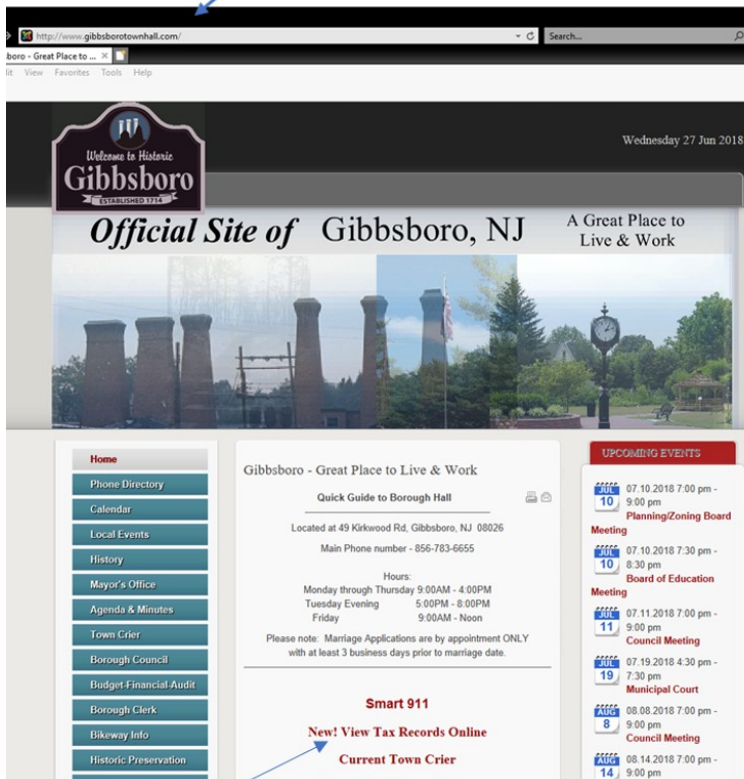 http://www.gibbsborotownhall.com/
Search...
boro - Great Place to ...
View Favorites Tools Help
Wednesday 27 Jun 2018
Welcome to Historic
Gibbsboro
ESTABLISHED 1714
Official Site of Gibbsboro, NJ
A Great Place to
Live & Work
Home
Phone Directory
Calendar
Local Events
History
Mayor's Office
Agenda & Minutes
Town Crier
Borough Council
Budget-Financial-Audit
Borough Clerk
Bikeway Info
Historic Preservation
Gibbsboro - Great Place to Live & Work
Quick Guide to Borough Hall
Located at 49 Kirkwood Rd, Gibbsboro, NJ 08026
Main Phone number - 856-783-6655
Hours:
Monday through Thursday 9:00AM - 4:00PM
Tuesday Evening 5:00PM - 8:00PM
Friday 9:00AM - Noon
Please note: Marriage Applications are by appointment ONLY
with at least 3 business days prior to marriage date.
Smart 911
New! View Tax Records Online
Current Town Crier
UPCOMING EVENTS
JUL
10
07.10.2018 7:00 pm -
9:00 pm
Planning/Zoning Board
Meeting
JUL
10
07.10.2018 7:30 pm -
8:30 pm
Board of Education
Meeting
JUL
11
07.11.2018 7:00 pm -
9:00 pm
Council Meeting
JUL
19
07.19.2018 4:30 pm -
7:30 pm
Municipal Court
AUG
8
08.08.2018 7:00 pm -
9:00 pm
Council Meeting
AUG
14
08.14.2018 7:00 pm -
9:00 pm